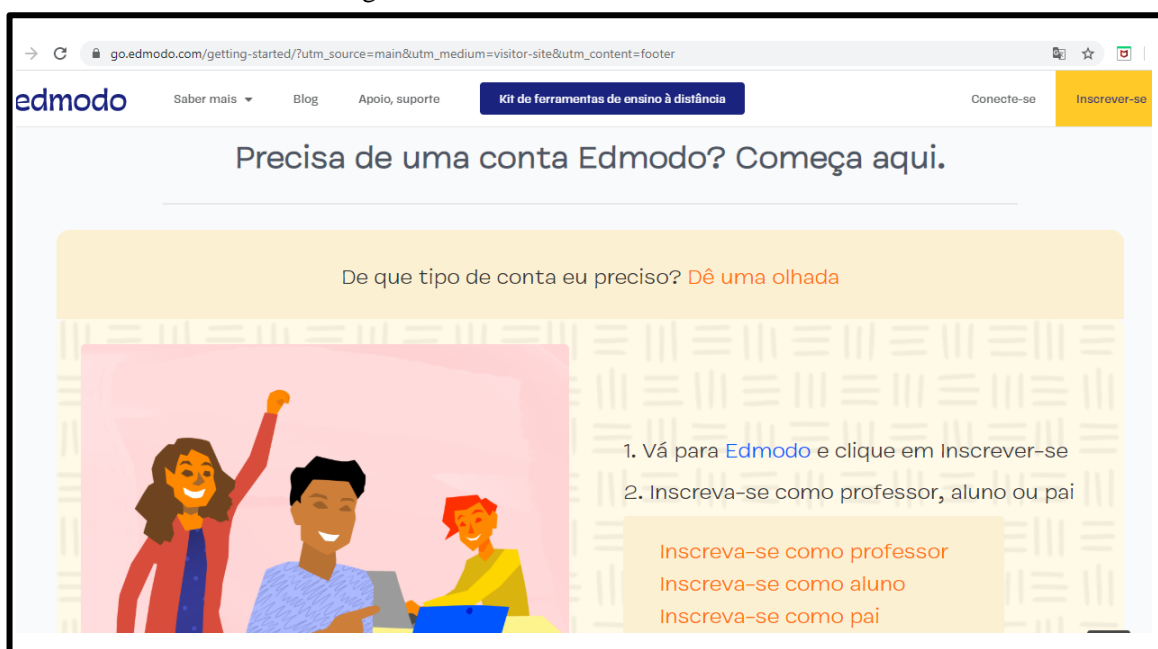 go.edmodo.com/getting-started/?utm_source=main&utm_medium=visitor-site&utm_content=footer
edmodo Saber mais Blog Apoio, suporte Kit de ferramentas de ensino à distância Conecte-se Inscrever-se
Precisa de uma conta Edmodo? Começa aqui.
De que tipo de conta eu preciso? Dê uma olhada
1. Vá para Edmodo e clique em Inscrever-se
2. Inscreva-se como professor, aluno ou pai
Inscreva-se como professor
Inscreva-se como aluno
Inscreva-se como pai